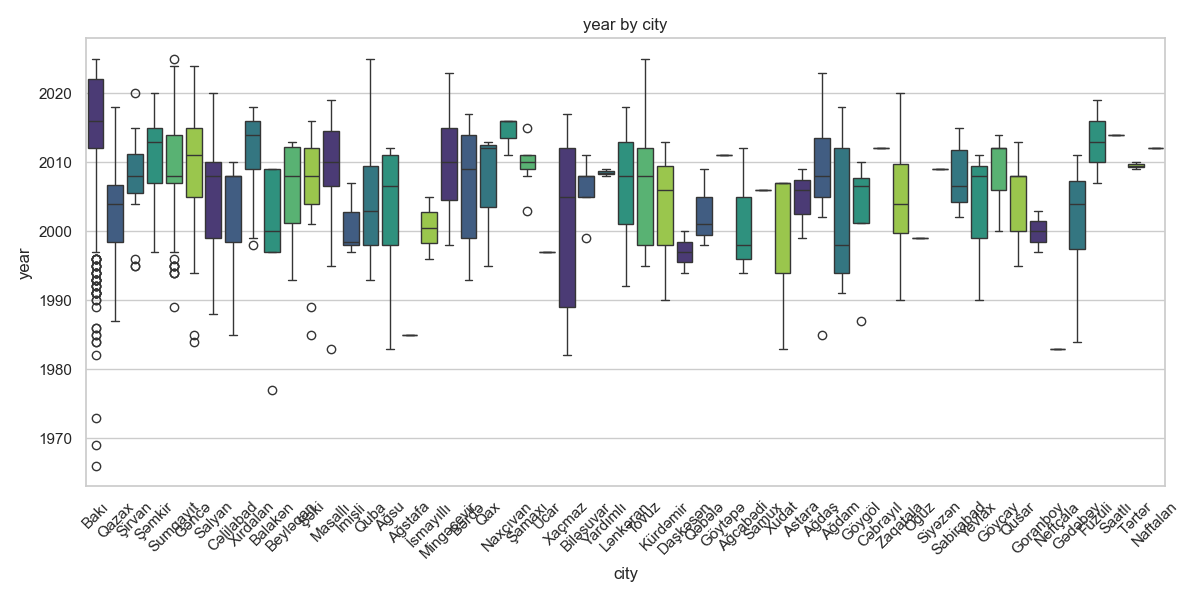 year by city
year
2020
2010
2000
1990
1980
1970
Bakı
Qazax
Şirvan
Şəmkir
Sumqayıt
Gəncə
Salyan
Cəlilabad
Xırdalan
Balakən
Beyləqan
Şəki
Masallı
İmişli
Quba
Ağsu
Ağstafa
İsmayıllı
Mingəçevir
Bərdə
Qax
Naxçıvan
Şamaxı
Ucar
Xaçmaz
Biləsuvar
Yardımlı
Lənkəran
Tovuz
Kürdəmir
Daşkəsən
Qəbələ
Göytəpə
Ağcabədi
Samux
Xudat
Astara
Ağdaş
Ağdam
Göygöl
Cəbrayıl
Zaqatala
Oğuz
Siyəzən
Sabirabad
Yevlax
Göyçay
Qusar
Goranboy
Neftçala
Gədəbəy
Füzuli
Saatlı
Tərtər
Naftalan
city